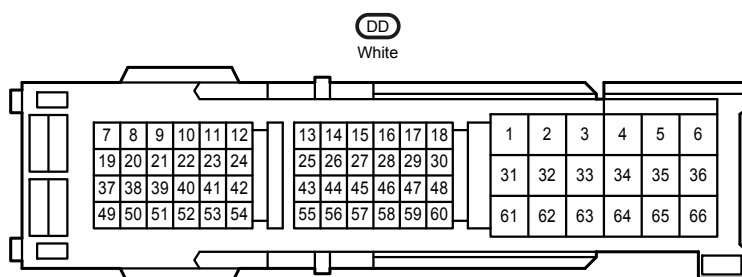 DD
White
7 8 9 10 11 12 13 14 15 16 17 18 1 2 3 4 5 6
19 20 21 22 23 24 25 26 27 28 29 30 31 32 33 34 35 36
37 38 39 40 41 42 43 44 45 46 47 48 61 62 63 64 65 66
49 50 51 52 53 54 55 56 57 58 59 60